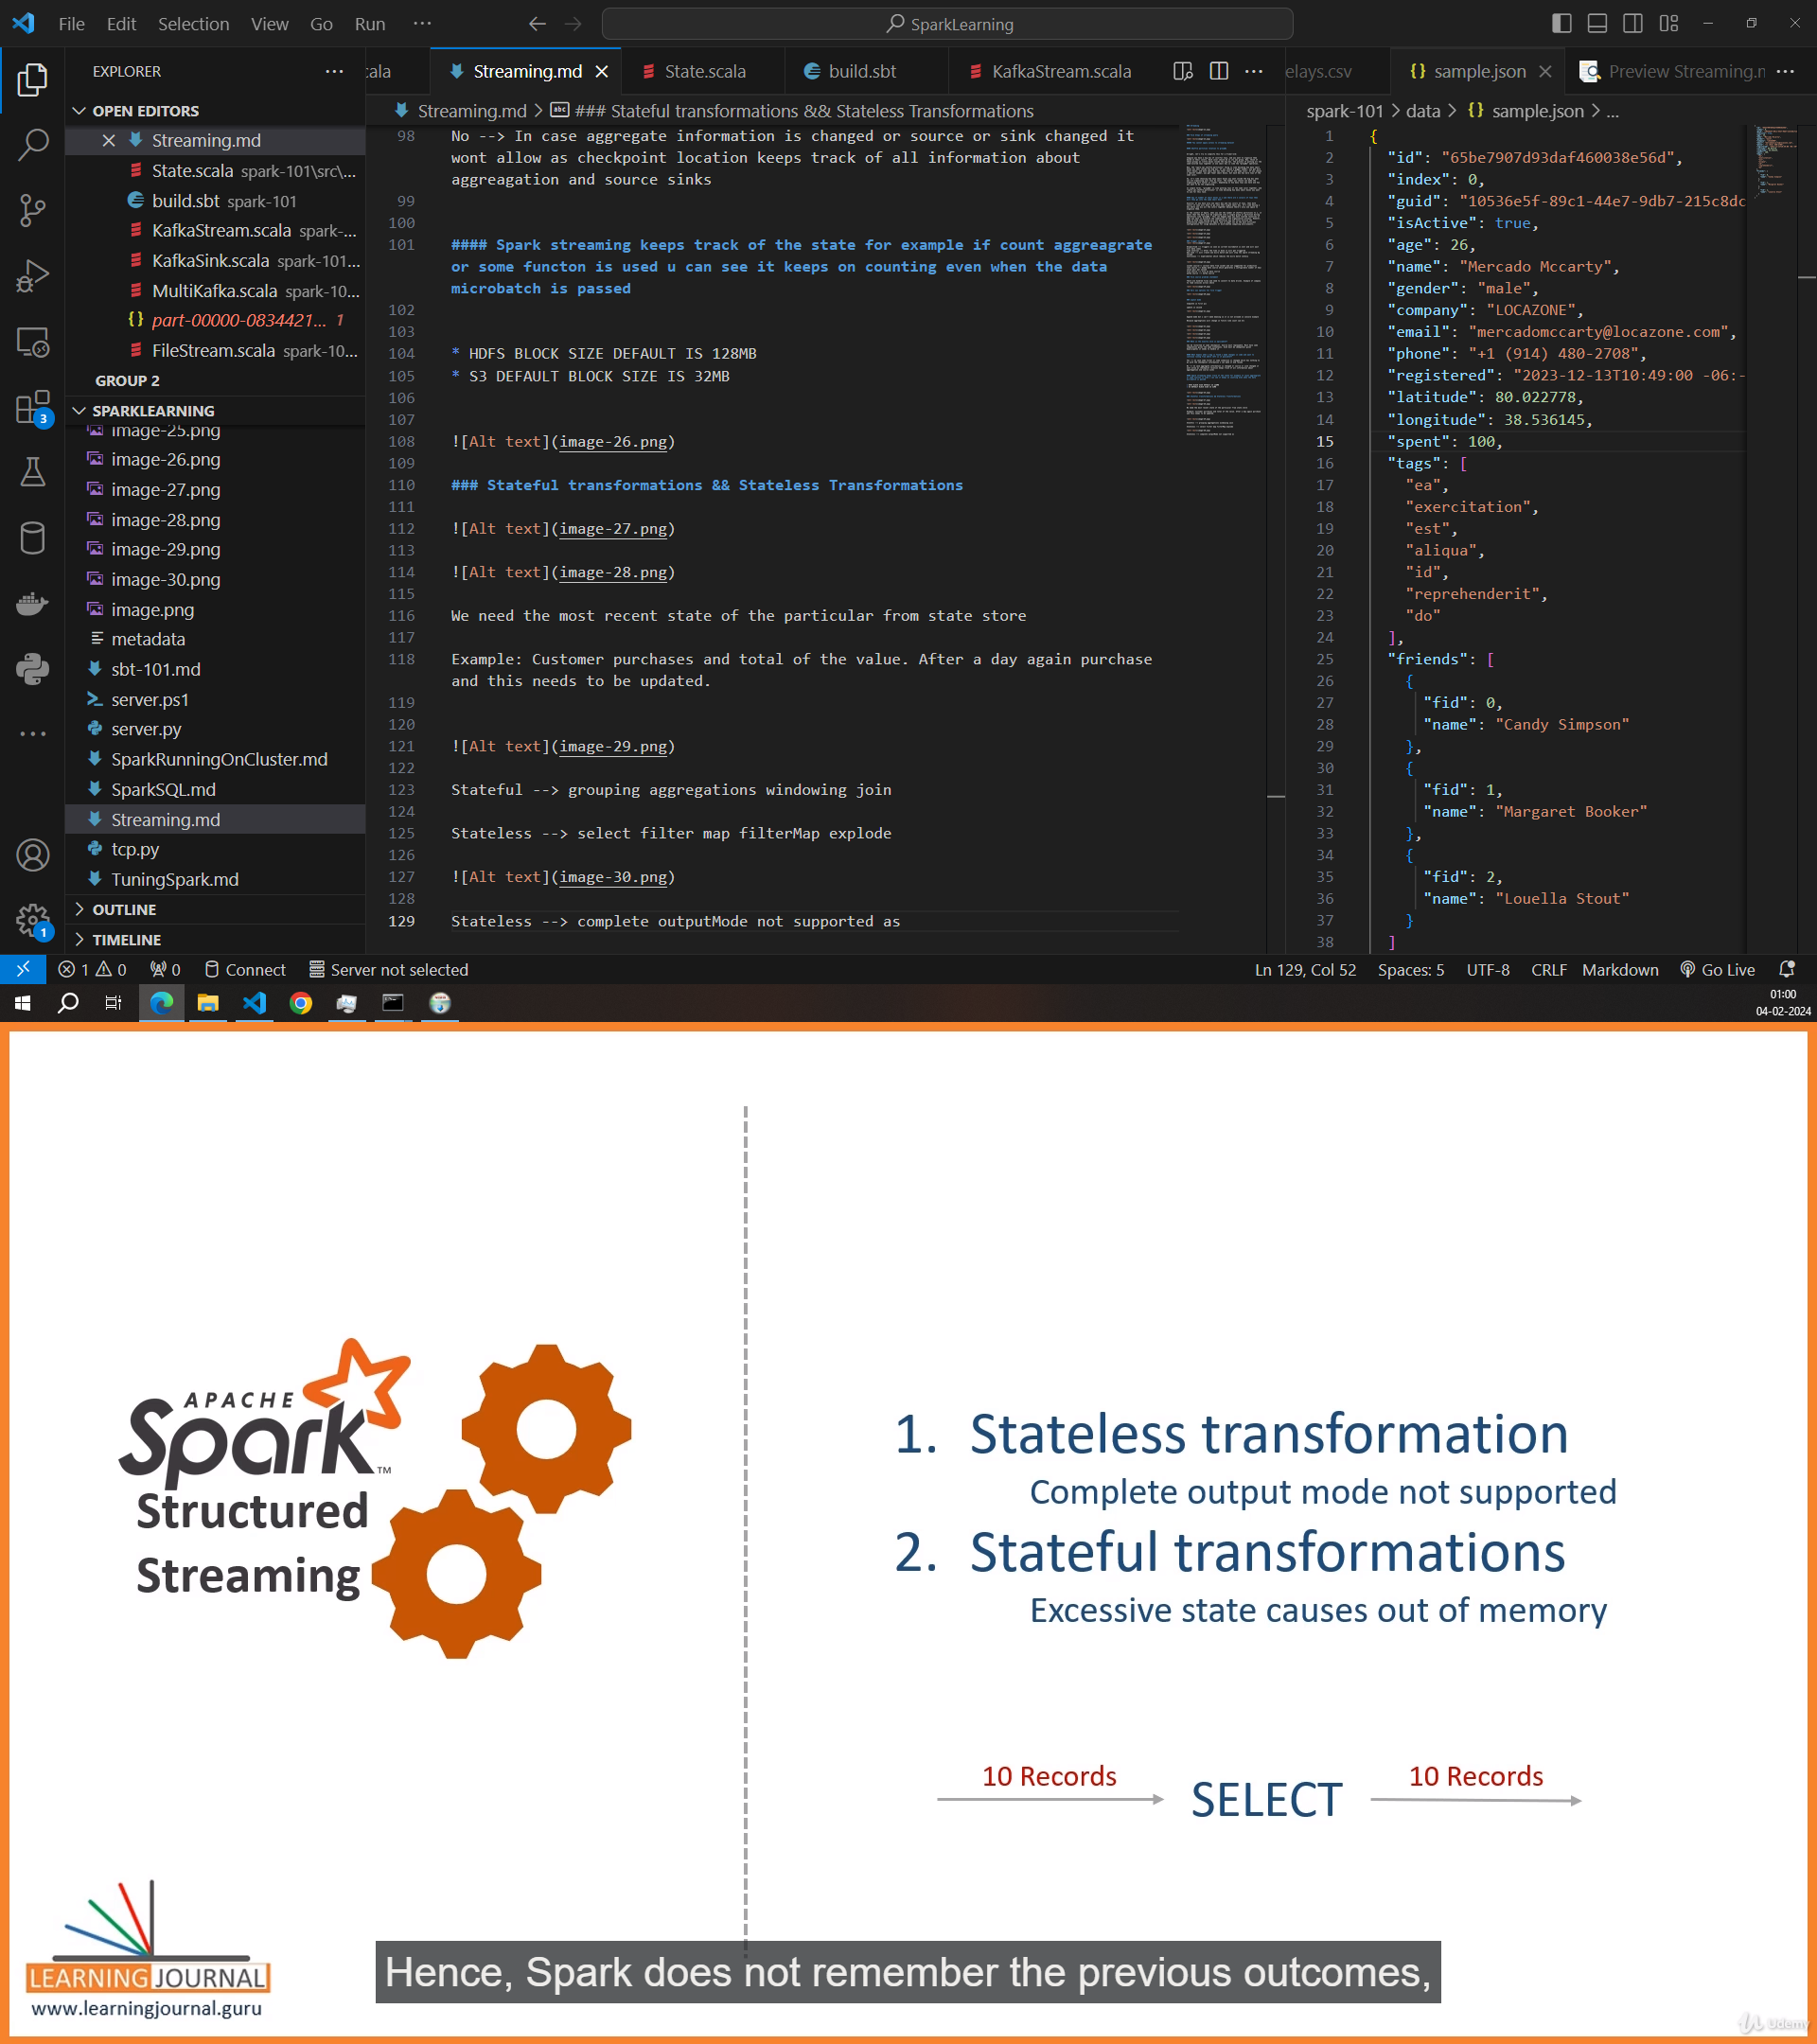 File Edit Selection View Go Run ··· SparkLearning
EXPLORER
OPEN EDITORS
Streaming.md
State.scala spark-101\src\...
build.sbt spark-101
KafkaStream.scala spark-...
KafkaSink.scala spark-101...
MultiKafka.scala spark-10...
part-00000-0834421... 1
FileStream.scala spark-10...
GROUP 2
SPARKLEARNING
image-25.png
image-26.png
image-27.png
image-28.png
image-29.png
image-30.png
image.png
metadata
sbt-101.md
server.ps1
server.py
SparkRunningOnCluster.md
SparkSQL.md
Streaming.md
tcp.py
TuningSpark.md
OUTLINE
TIMELINE
3
1
cala Streaming.md State.scala build.sbt KafkaStream.scala
Streaming.md > ### Stateful transformations && Stateless Transformations
98 No --> In case aggregate information is changed or source or sink changed it
wont allow as checkpoint location keeps track of all information about
aggreagation and source sinks
99
100
101 #### Spark streaming keeps track of the state for example if count aggreagrate
or some functon is used u can see it keeps on counting even when the data
microbatch is passed
102
103
104 * HDFS BLOCK SIZE DEFAULT IS 128MB
105 * S3 DEFAULT BLOCK SIZE IS 32MB
106
107
108 ![Alt text](image-26.png)
109
110 ### Stateful transformations && Stateless Transformations
111
112 ![Alt text](image-27.png)
113
114 ![Alt text](image-28.png)
115
116 We need the most recent state of the particular from state store
117
118 Example: Customer purchases and total of the value. After a day again purchase
and this needs to be updated.
119
120
121 ![Alt text](image-29.png)
122
123 Stateful --> grouping aggregations windowing join
124
125 Stateless --> select filter map filterMap explode
126
127 ![Alt text](image-30.png)
128
129 Stateless --> complete outputMode not supported as
elays.csv sample.json Preview Streaming.m
spark-101 > data > {} sample.json > ...
1 {
2 "id": "65be7907d93daf460038e56d",
3 "index": 0,
4 "guid": "10536e5f-89c1-44e7-9db7-215c8dc
5 "isActive": true,
6 "age": 26,
7 "name": "Mercado Mccarty",
8 "gender": "male",
9 "company": "LOCAZONE",
10 "email": "mercadomccarty@locazone.com",
11 "phone": "+1 (914) 480-2708",
12 "registered": "2023-12-13T10:49:00 -06:-
13 "latitude": 80.022778,
14 "longitude": 38.536145,
15 "spent": 100,
16 "tags": [
17 "ea",
18 "exercitation",
19 "est",
20 "aliqua",
21 "id",
22 "reprehenderit",
23 "do"
24 ],
25 "friends": [
26 {
27 "fid": 0,
28 "name": "Candy Simpson"
29 },
30 {
31 "fid": 1,
32 "name": "Margaret Booker"
33 },
34 {
35 "fid": 2,
36 "name": "Louella Stout"
37 }
38 ]
1 0 0 Connect Server not selected Ln 129, Col 52 Spaces: 5 UTF-8 CRLF Markdown Go Live
01:00
04-02-2024
APACHE
Spark™
Structured
Streaming
1. Stateless transformation
Complete output mode not supported
2. Stateful transformations
Excessive state causes out of memory
10 Records SELECT 10 Records
LEARNING JOURNAL
www.learningjournal.guru
Hence, Spark does not remember the previous outcomes,
Udemy